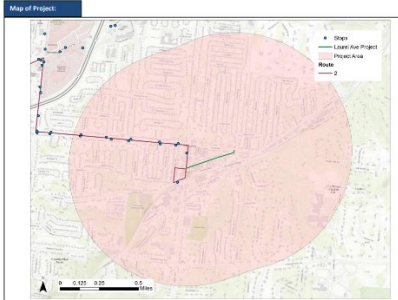 Map of Project:
Stops
Laurel Ave Project
Project Area
Route
2
0 0.125 0.25 0.5
Miles